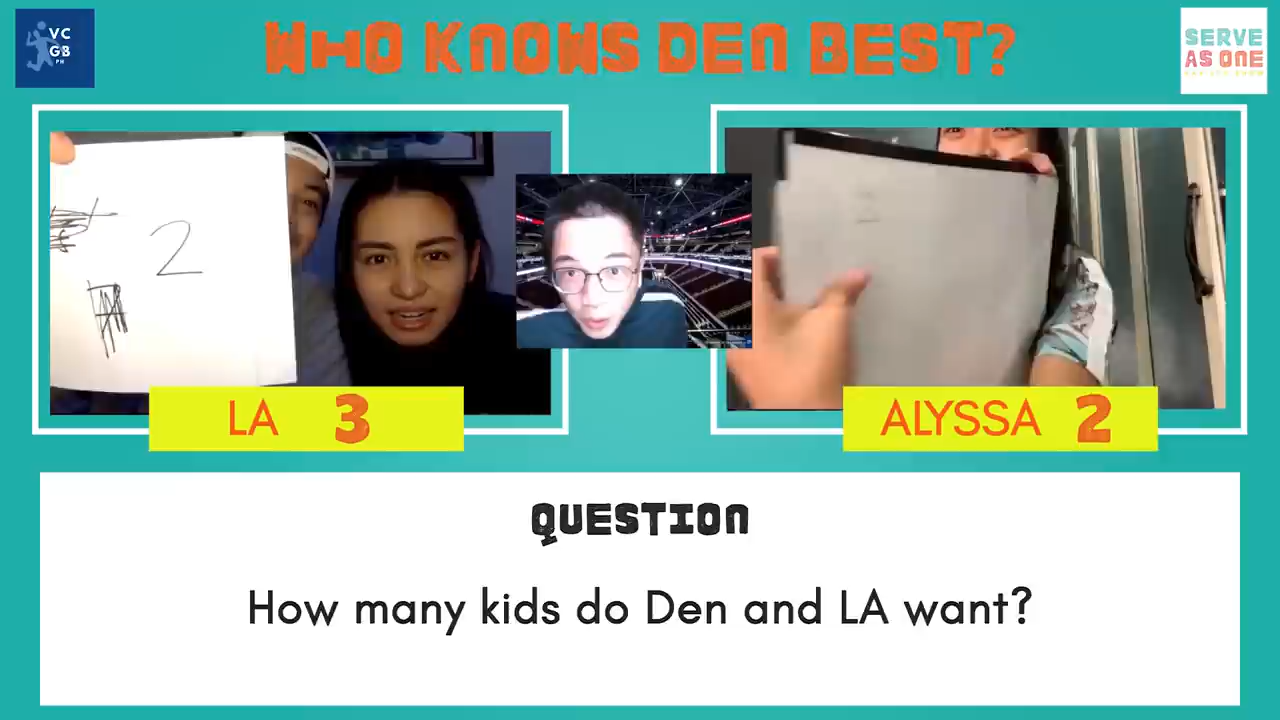 VC
GB
PH
WHO KNOWS DEN BEST?
SERVE
AS ONE
2
LA 3
ALYSSA 2
QUESTION
How many kids do Den and LA want?